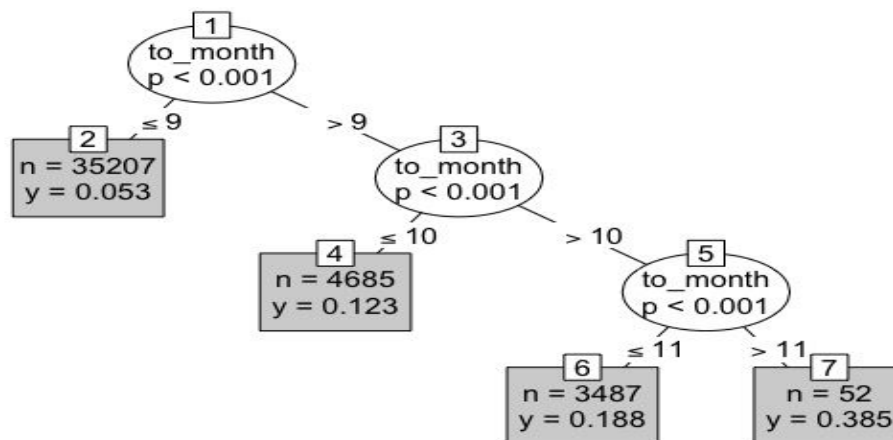 1
to_month
p < 0.001
≤ 9
> 9
2
n = 35207
y = 0.053
3
to_month
p < 0.001
≤ 10
> 10
4
n = 4685
y = 0.123
5
to_month
p < 0.001
≤ 11
> 11
6
n = 3487
y = 0.188
7
n = 52
y = 0.385